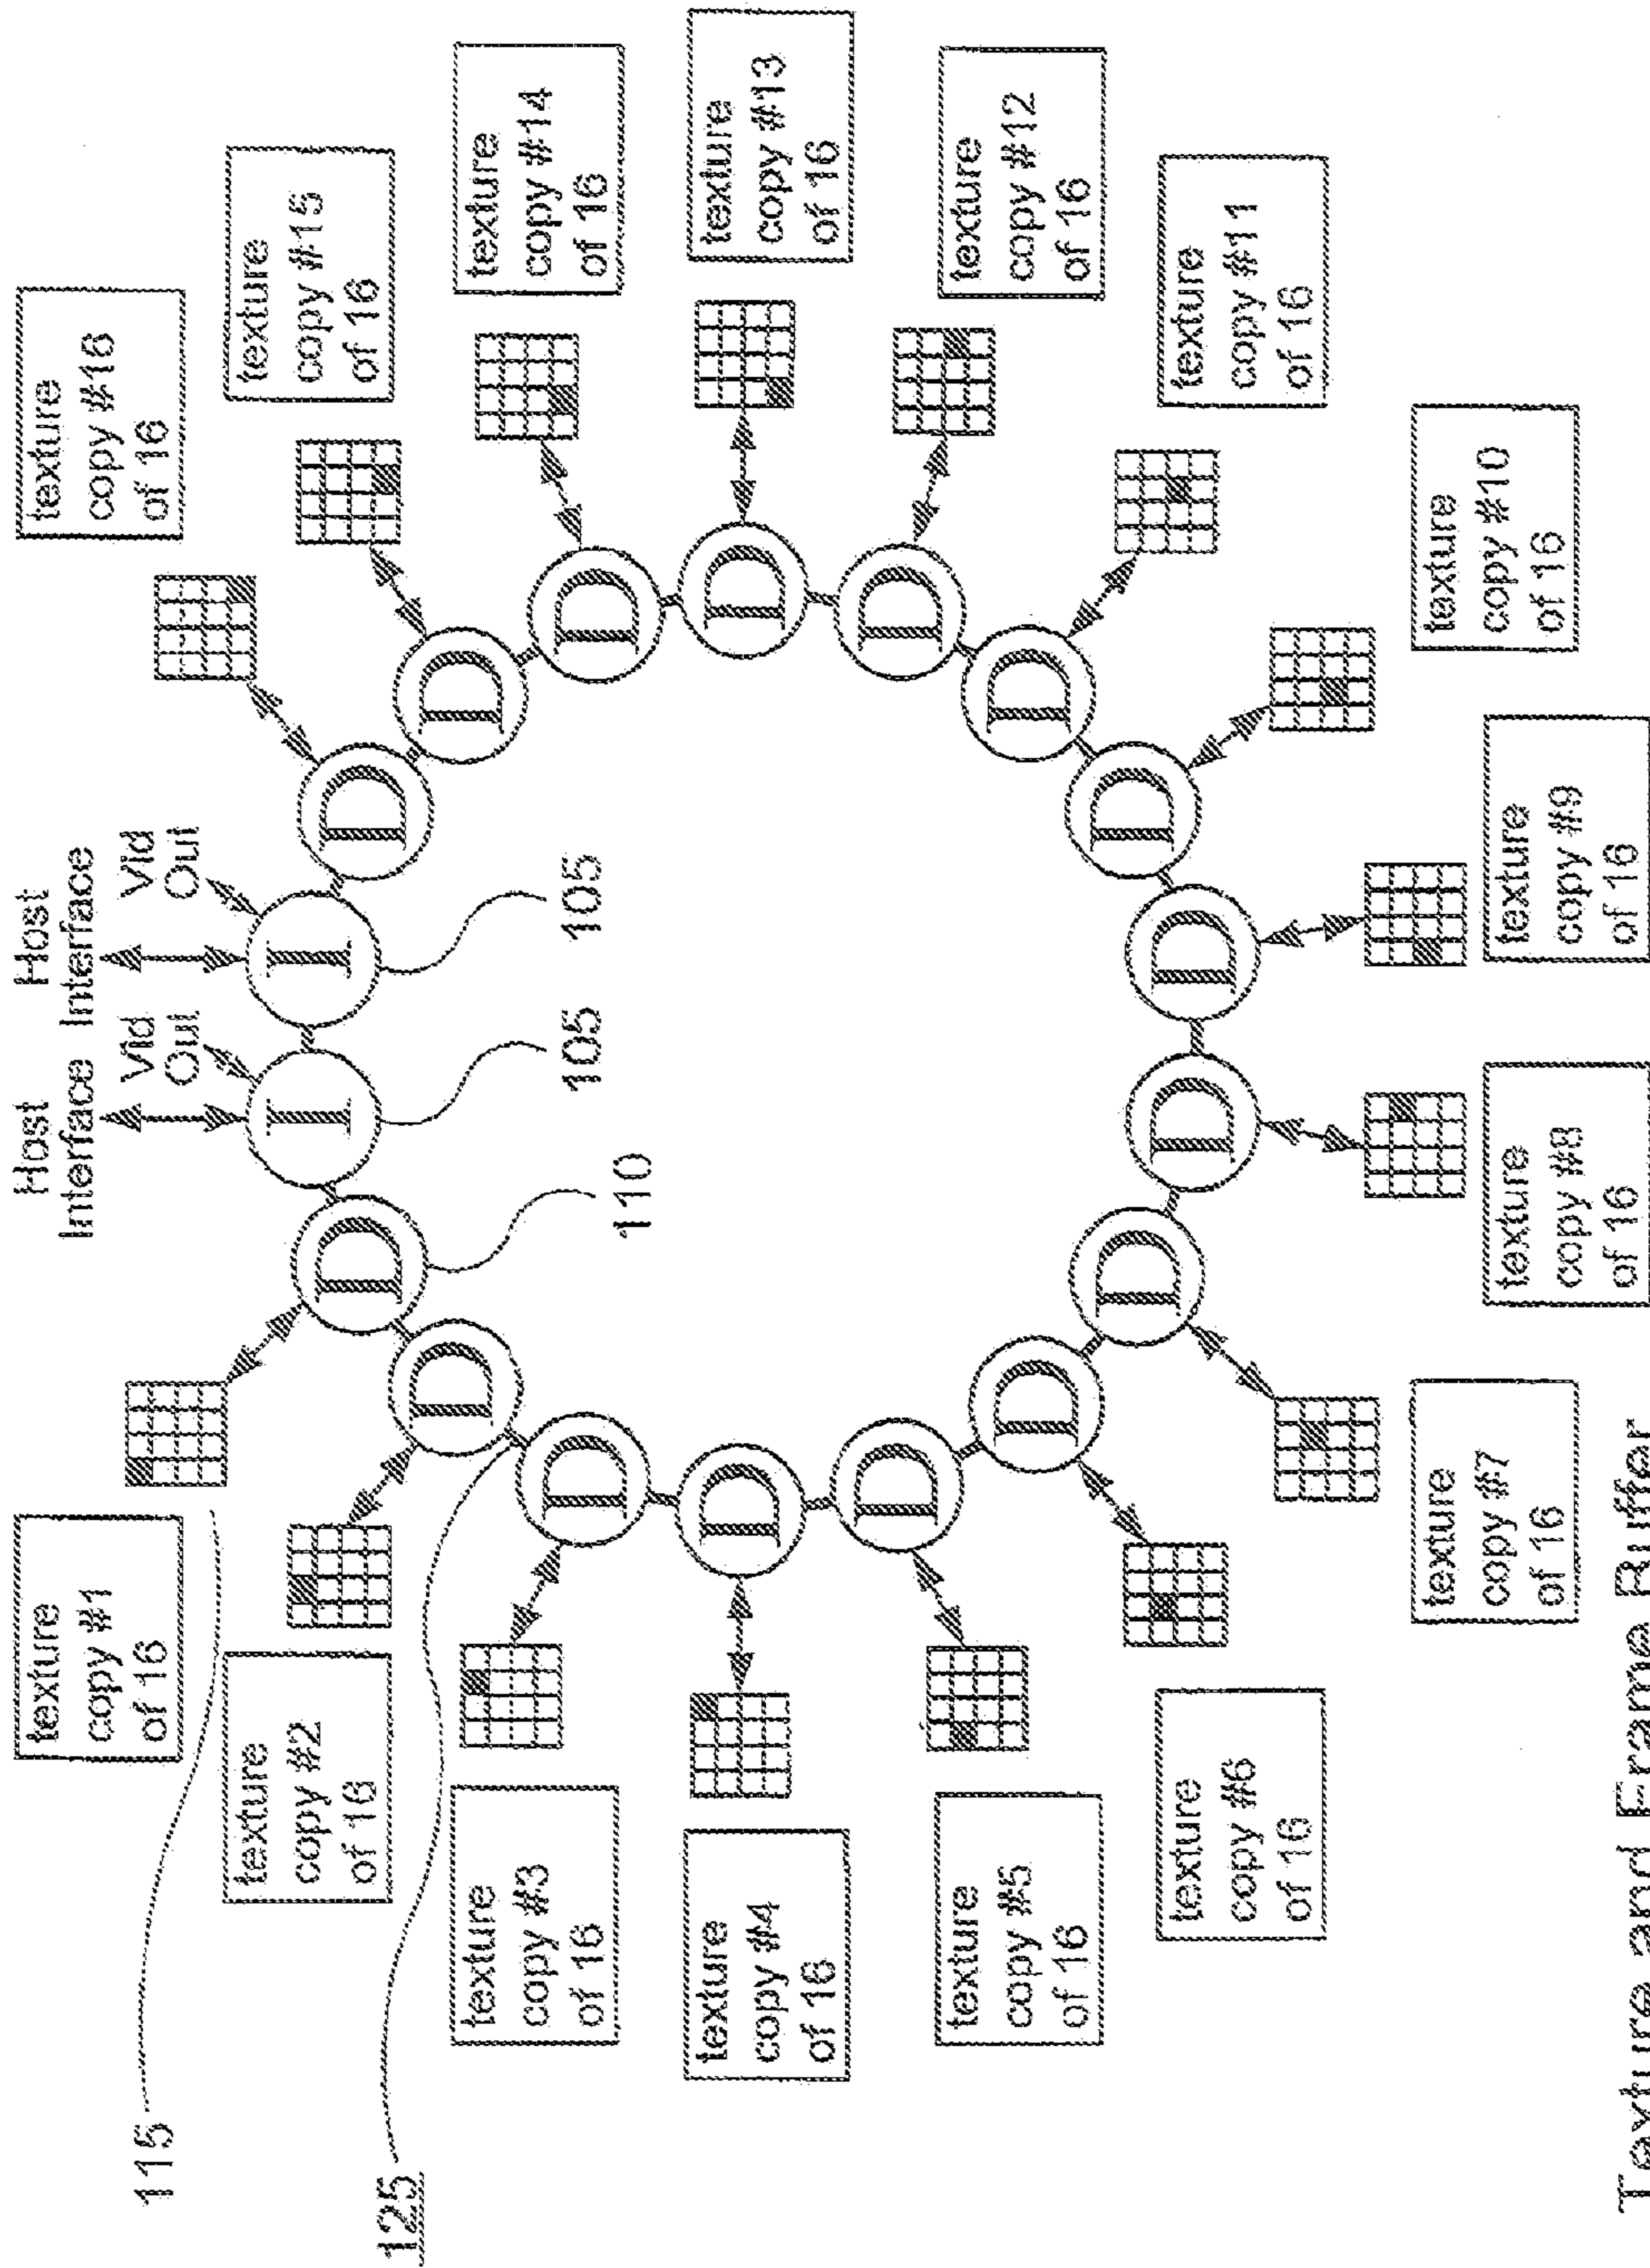 Host
Interface
Host
Interface
Vid
Out
Vid
Out
115
texture
copy #1
of 16
texture
copy #16
of 16
texture
copy #2
of 16
texture
copy #15
of 16
I
I
D
D
D
D
125
105
105
110
texture
copy #3
of 16
texture
copy #14
of 16
D
D
texture
copy #4
of 16
texture
copy #13
of 16
D
D
texture
copy #5
of 16
texture
copy #12
of 16
D
D
texture
copy #6
of 16
texture
copy #11
of 16
D
D
D
D
texture
copy #7
of 16
texture
copy #10
of 16
D
D
texture
copy #8
of 16
texture
copy #9
of 16
Texture and Frame Buffer